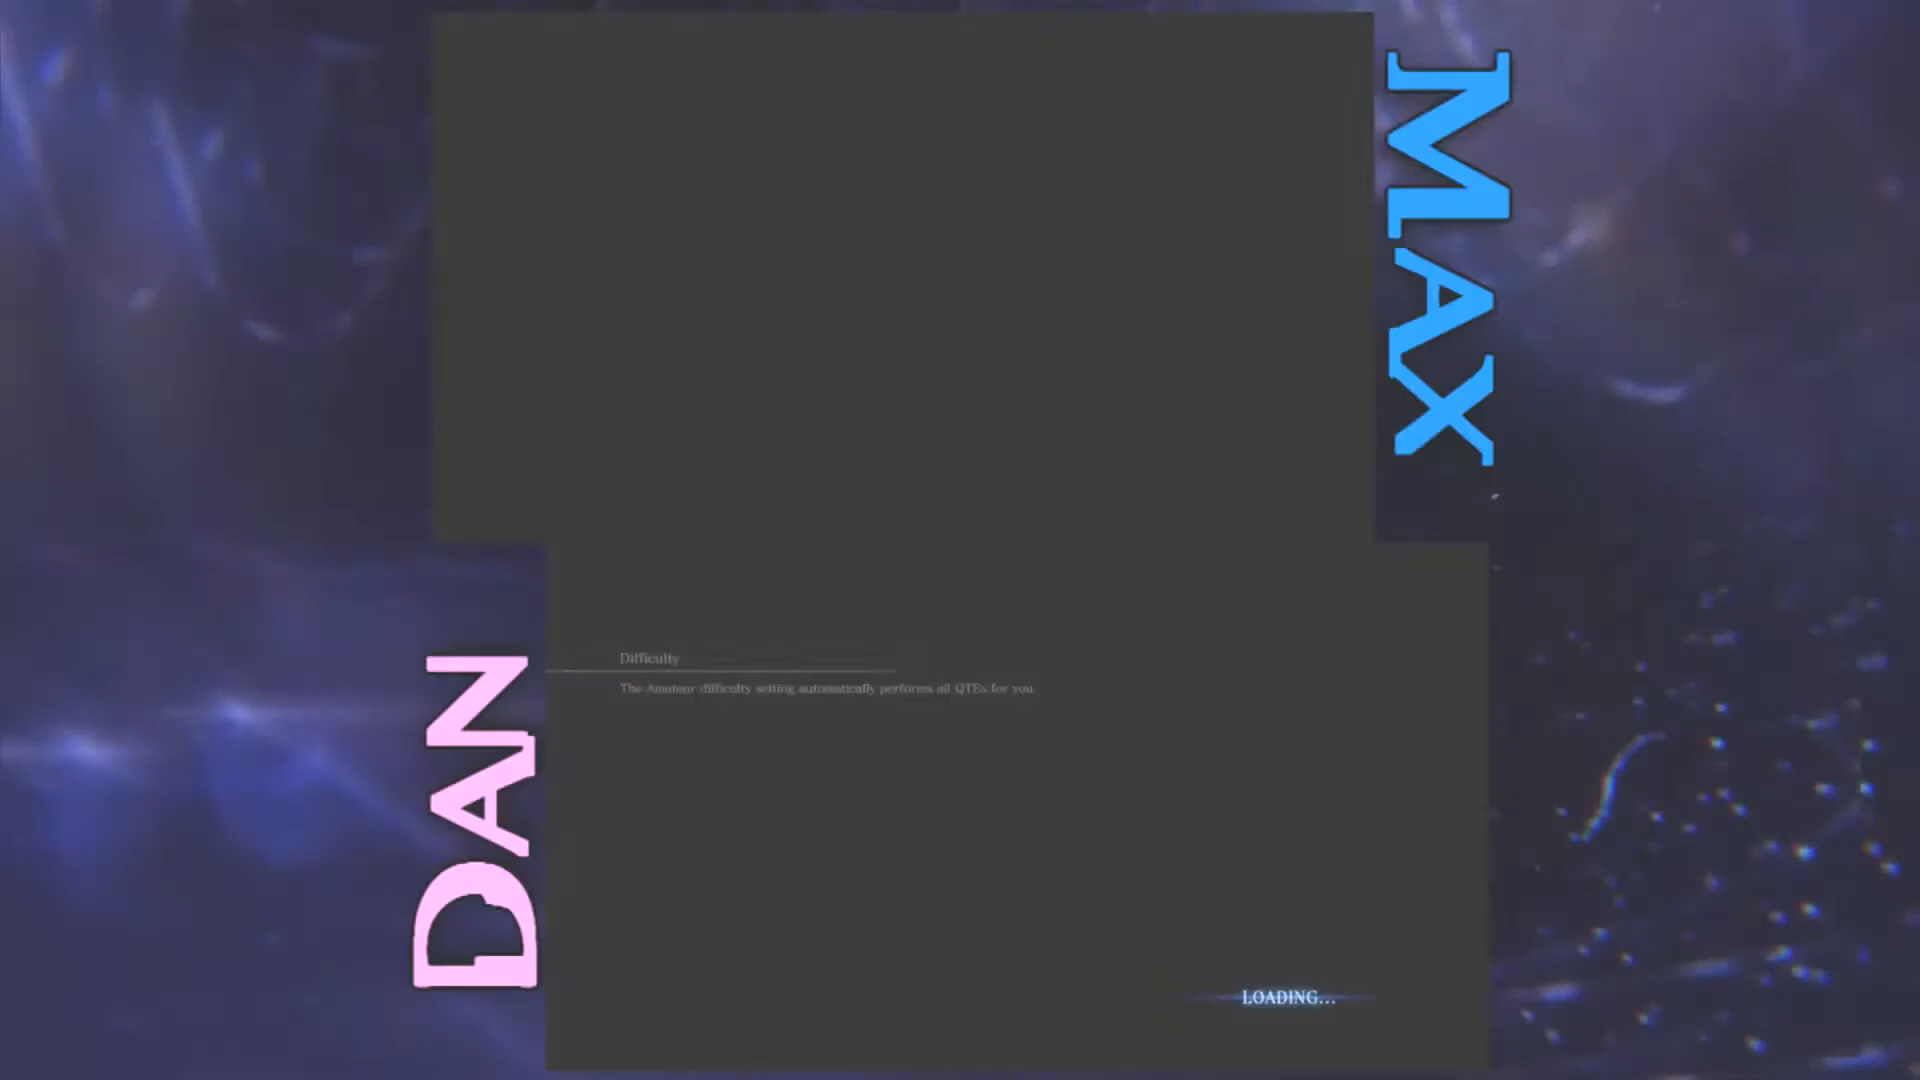 MAX
Difficulty
The Amateur difficulty setting automatically performs all QTEs for you.
DAN
LOADING...